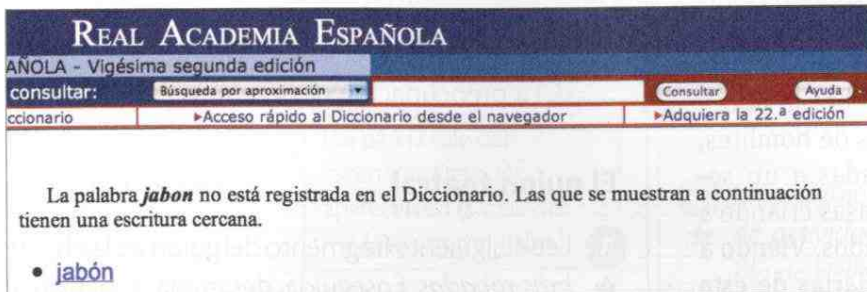 REAL ACADEMIA ESPAÑOLA
AÑOLA - Vigésima segunda edición
consultar: Búsqueda por aproximación Consultar Ayuda
ccionario ▸Acceso rápido al Diccionario desde el navegador ▸Adquiera la 22.ª edición
La palabra jabon no está registrada en el Diccionario. Las que se muestran a continuación
tienen una escritura cercana.
• jabón